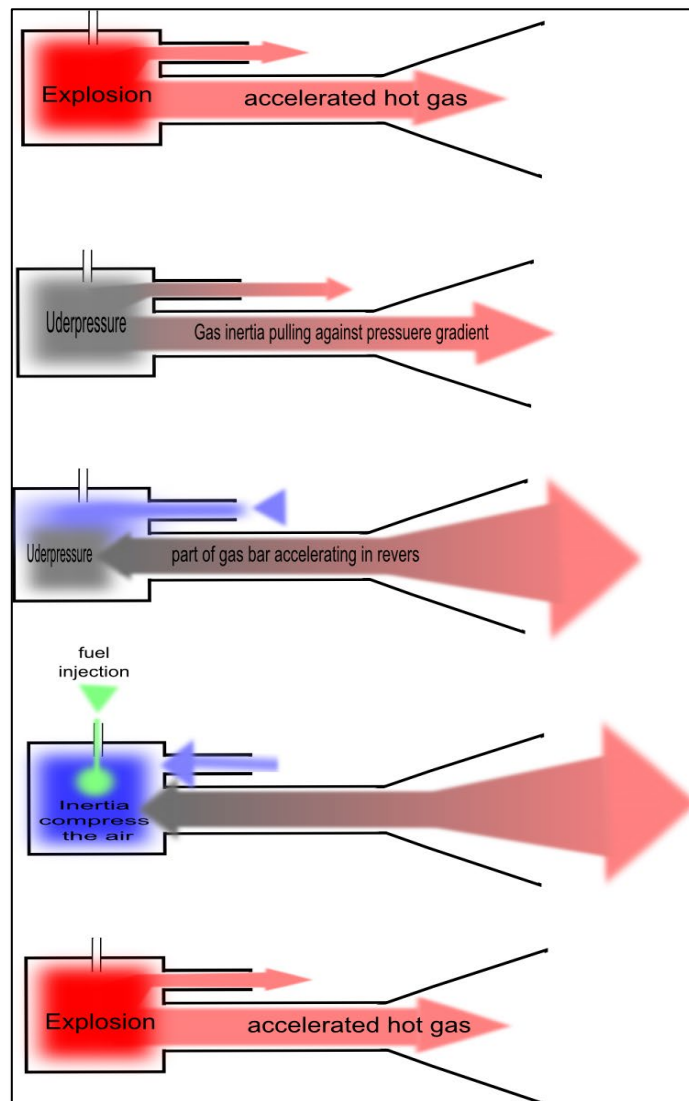 Explosion
accelerated hot gas
Uderpressure
Gas inertia pulling against pressuere gradient
Uderpressure
part of gas bar accelerating in revers
fuel
injection
Inertia
compress
the air
Explosion
accelerated hot gas